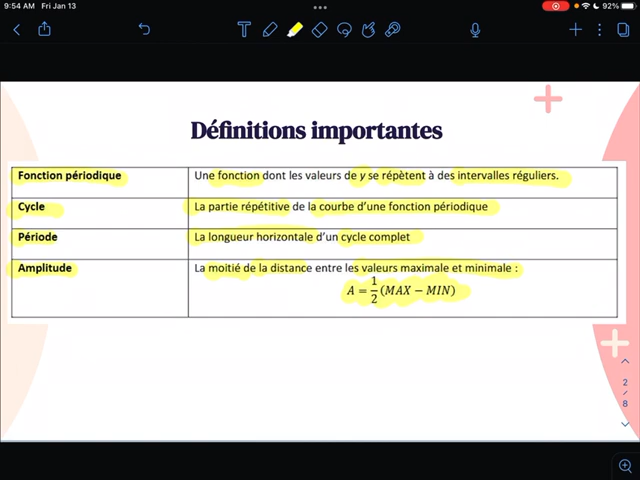 9:54 AM Fri Jan 13
92%
Définitions importantes
Fonction périodique
Une fonction dont les valeurs de y se répètent à des intervalles réguliers.
Cycle
La partie répétitive de la courbe d'une fonction périodique
Période
La longueur horizontale d'un cycle complet
Amplitude
La moitié de la distance entre les valeurs maximale et minimale :
A = 1/2 (MAX − MIN)
2
/
8